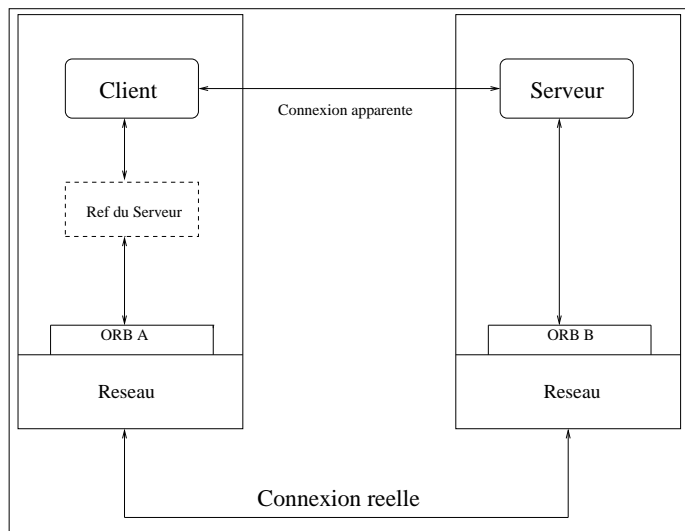 Client
Serveur
Connexion apparente
Ref du Serveur
ORB A
ORB B
Reseau
Reseau
Connexion reelle